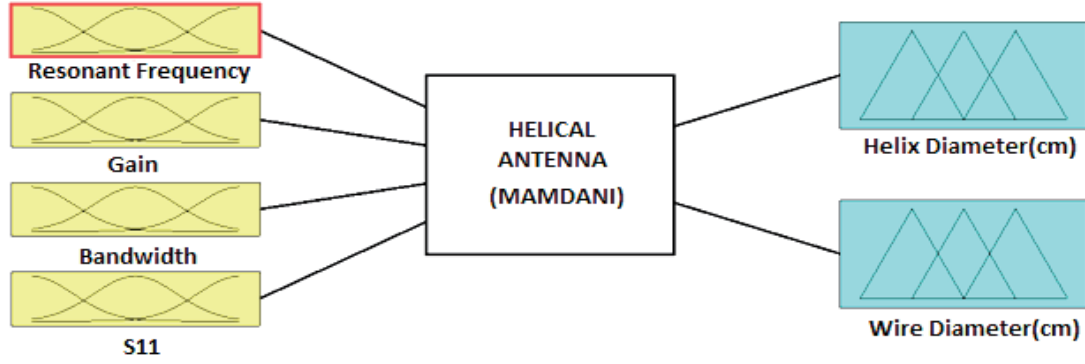 Resonant Frequency
Gain
Bandwidth
S11
HELICAL
ANTENNA
(MAMDANI)
Helix Diameter(cm)
Wire Diameter(cm)